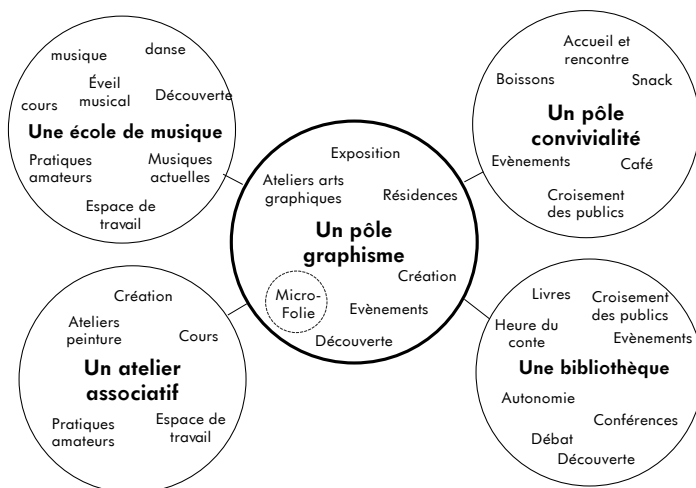 musique
danse
Éveil
musical
cours
Découverte
Une école de musique
Pratiques
amateurs
Musiques
actuelles
Espace de
travail
Accueil et
rencontre
Boissons
Snack
Un pôle
convivialité
Evènements
Café
Croisement
des publics
Exposition
Ateliers arts
graphiques
Résidences
Un pôle
graphisme
Création
Micro-
Folie
Evènements
Découverte
Création
Ateliers
peinture
Cours
Un atelier
associatif
Pratiques
amateurs
Espace de
travail
Livres
Croisement
des publics
Heure du
conte
Evènements
Une bibliothèque
Autonomie
Conférences
Débat
Découverte